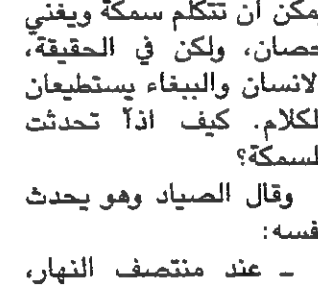 يمكن أن تتكلم سمكة ويغني
حصان، ولكن في الحقيقة،
لانسان والببغاء يستطيعان
لكلام. كيف اذاً تحدثت
لسمكة؟
وقال الصياد وهو يحدث
فسه:
ـ عند منتصف النهار،